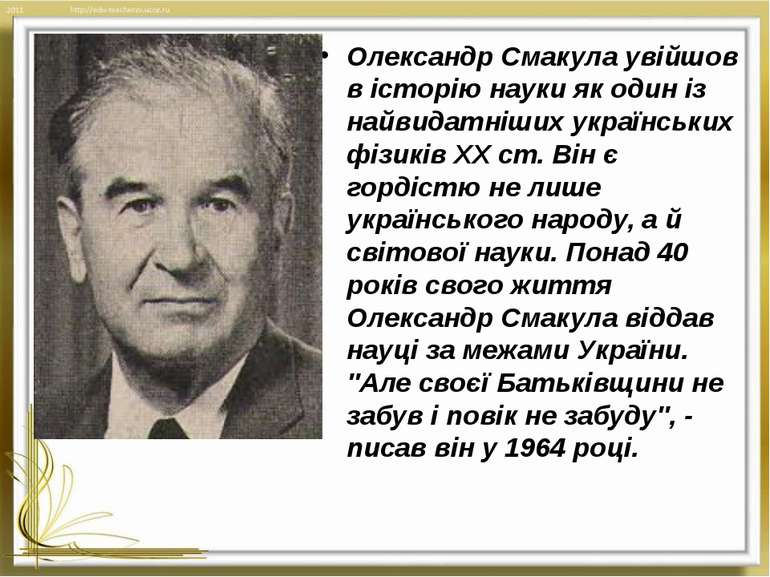 2011 http://edu-teacherzv.ucoz.ru
• Олександр Смакула увійшов
в історію науки як один із
найвидатніших українських
фізиків XX ст. Він є
гордістю не лише
українського народу, а й
світової науки. Понад 40
років свого життя
Олександр Смакула віддав
науці за межами України.
"Але своєї Батьківщини не
забув і повік не забуду", -
писав він у 1964 році.